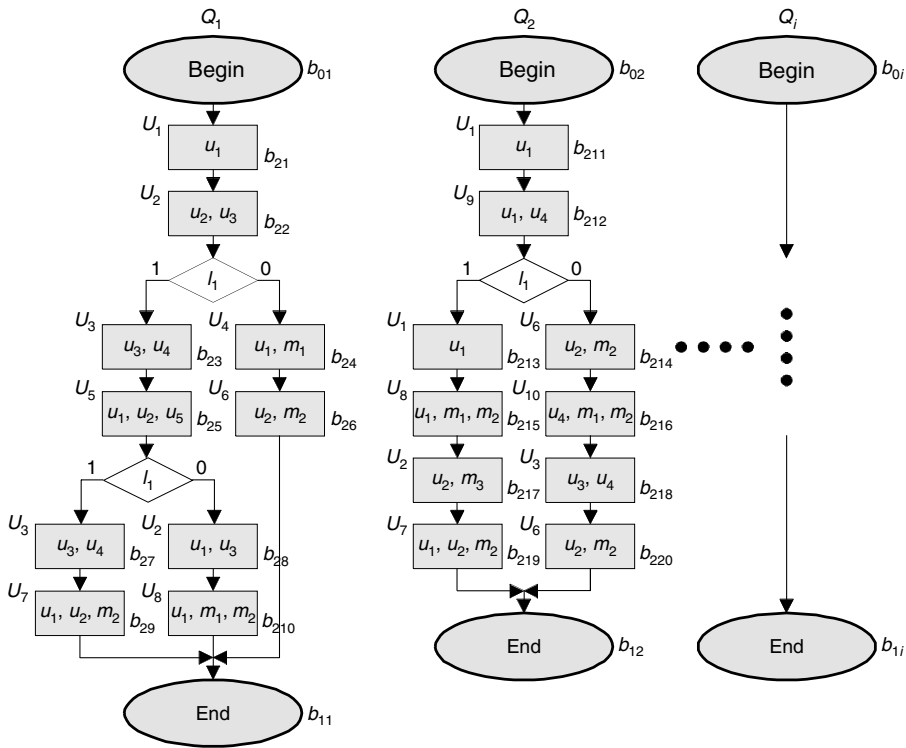 Q1 Q2 Qi
Begin b01 Begin b02 Begin b0i
U1 U1
u1 b21 u1 b211
U2 U9
u2, u3 b22 u1, u4 b212
1 l1 0 1 l1 0
U3 U4 U1 U6
u3, u4 b23 u1, m1 b24 u1 b213 u2, m2 b214
U5 U6 U8 U10
u1, u2, u5 b25 u2, m2 b26 u1, m1, m2 b215 u4, m1, m2 b216
1 l1 0 U2 U3
u2, m3 b217 u3, u4 b218
U3 U2 U7 U6
u3, u4 b27 u1, u3 b28 u1, u2, m2 b219 u2, m2 b220
U7 U8
u1, u2, m2 b29 u1, m1, m2 b210
End b12 End b1i
End b11